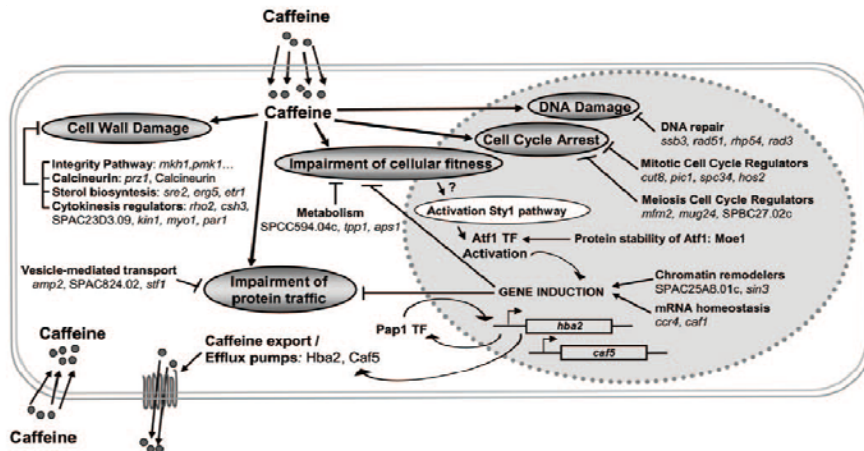 Caffeine
Caffeine
DNA Damage
DNA repair
ssb3, rad51, rhp54, rad3
Cell Wall Damage
Cell Cycle Arrest
Mitotic Cell Cycle Regulators
cut8, pic1, spc34, hos2
Impairment of cellular fitness
Integrity Pathway: mkh1,pmk1...
Calcineurin: prz1, Calcineurin
Sterol biosyntesis: sre2, erg5, etr1
Cytokinesis regulators: rho2, csh3,
SPAC23D3.09, kin1, myo1, par1
?
Meiosis Cell Cycle Regulators
mfm2, mug24, SPBC27.02c
Metabolism
SPCC594.04c, tpp1, aps1
Activation Sty1 pathway
Atf1 TF
Activation
Protein stability of Atf1: Moe1
Vesicle-mediated transport
amp2, SPAC824.02, stf1
Impairment
of protein traffic
GENE INDUCTION
Chromatin remodelers
SPAC25A8.01c, sin3
mRNA homeostasis
ccr4, caf1
Pap1 TF
hba2
caf5
Caffeine export /
Efflux pumps: Hba2, Caf5
Caffeine